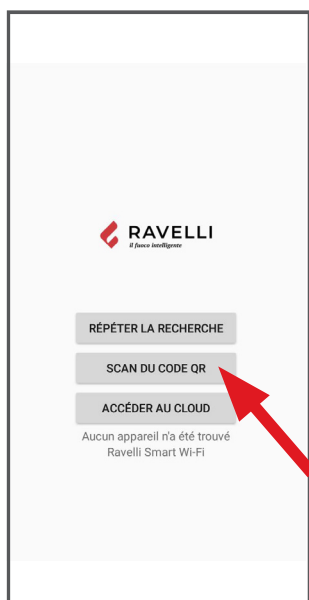 RAVELLI
il fuoco intelligente
RÉPÉTER LA RECHERCHE
SCAN DU CODE QR
ACCÉDER AU CLOUD
Aucun appareil n'a été trouvé
Ravelli Smart Wi-Fi